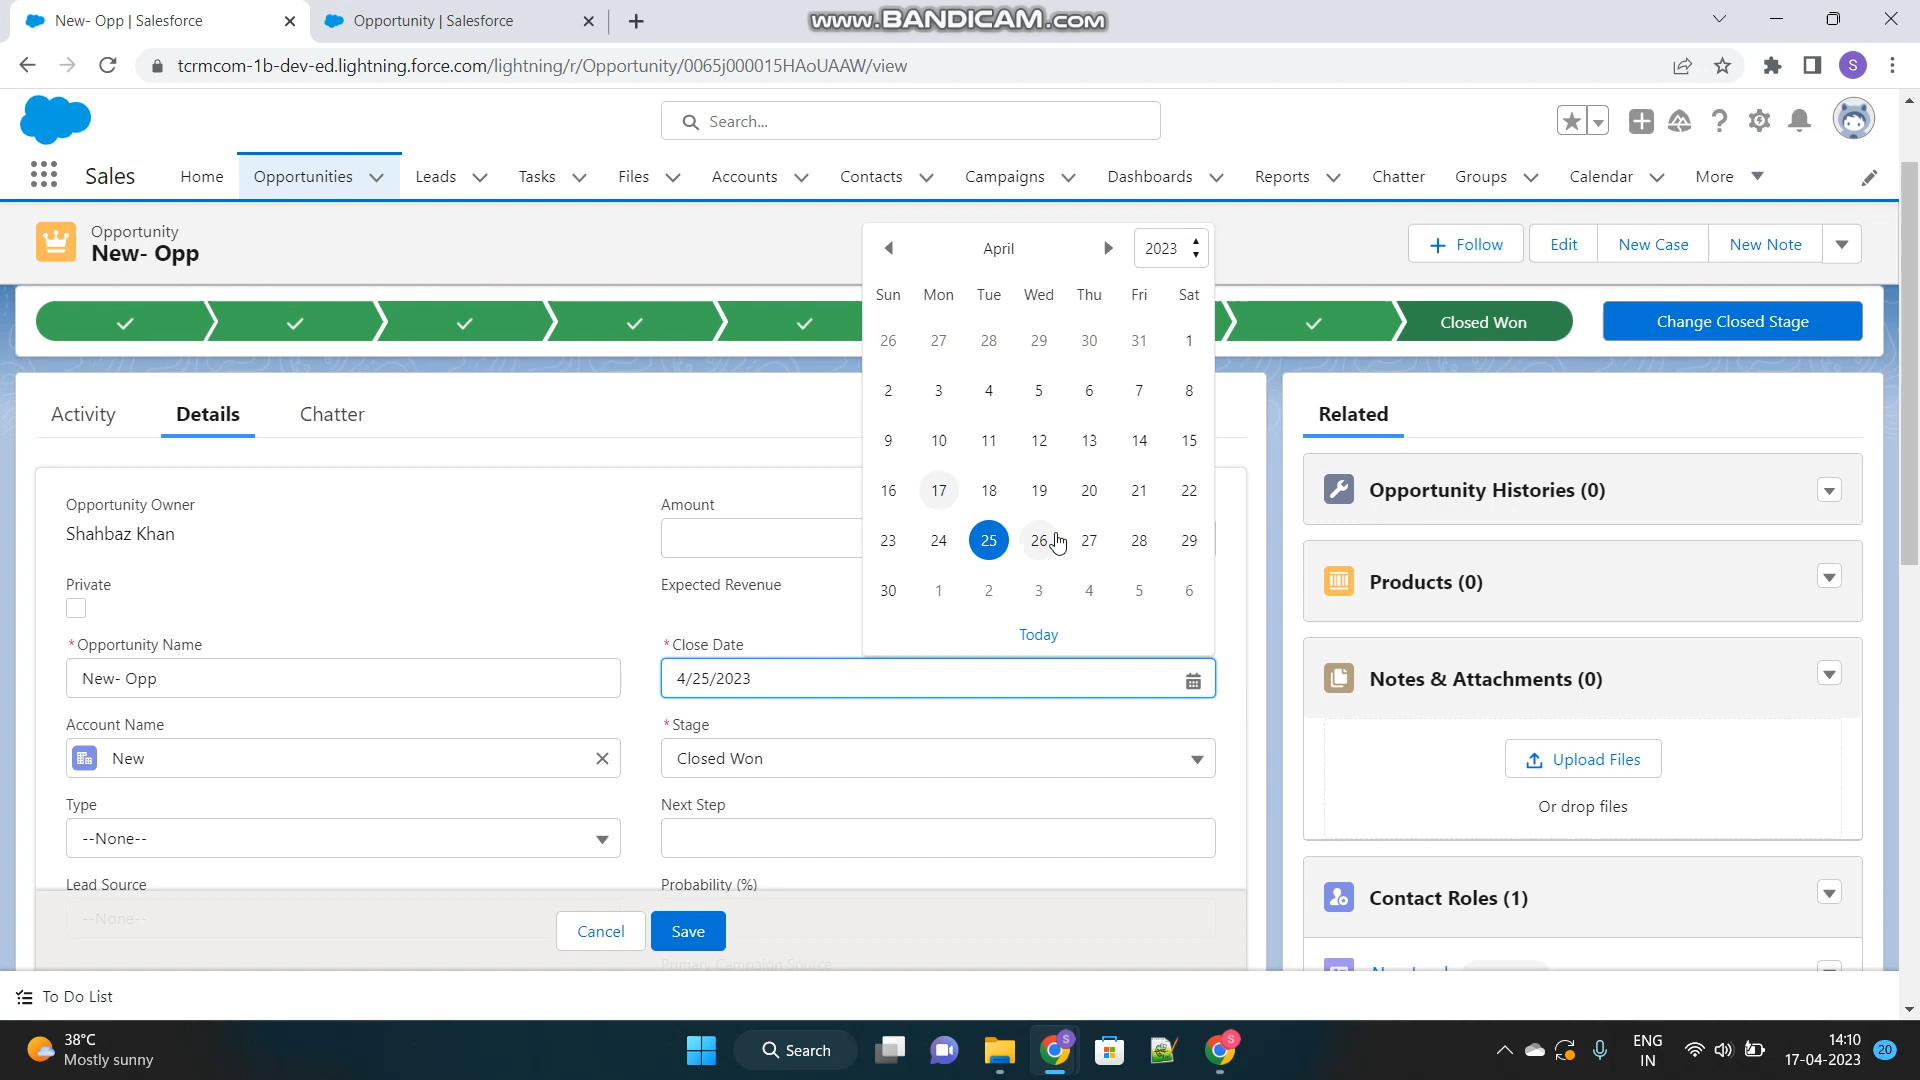 New- Opp | Salesforce
Opportunity | Salesforce
www.BANDICAM.com
tcrmcom-1b-dev-ed.lightning.force.com/lightning/r/Opportunity/0065j000015HAoUAAW/view
S
Search...
Sales
Home
Opportunities
Leads
Tasks
Files
Accounts
Contacts
Campaigns
Dashboards
Reports
Chatter
Groups
Calendar
More
Opportunity
New- Opp
Follow
Edit
New Case
New Note
Closed Won
Change Closed Stage
April
2023
Sun Mon Tue Wed Thu Fri Sat
26 27 28 29 30 31 1
2 3 4 5 6 7 8
9 10 11 12 13 14 15
16 17 18 19 20 21 22
23 24 25 26 27 28 29
30 1 2 3 4 5 6
Today
Activity
Details
Chatter
Opportunity Owner
Shahbaz Khan
Amount
Private
Expected Revenue
*Opportunity Name
New- Opp
*Close Date
4/25/2023
Account Name
New
*Stage
Closed Won
Type
--None--
Next Step
Lead Source
--None--
Probability (%)
Primary Campaign Source
Cancel
Save
Related
Opportunity Histories (0)
Products (0)
Notes & Attachments (0)
Upload Files
Or drop files
Contact Roles (1)
To Do List
38°C
Mostly sunny
Search
S
S
ENG
IN
14:10
17-04-2023
20